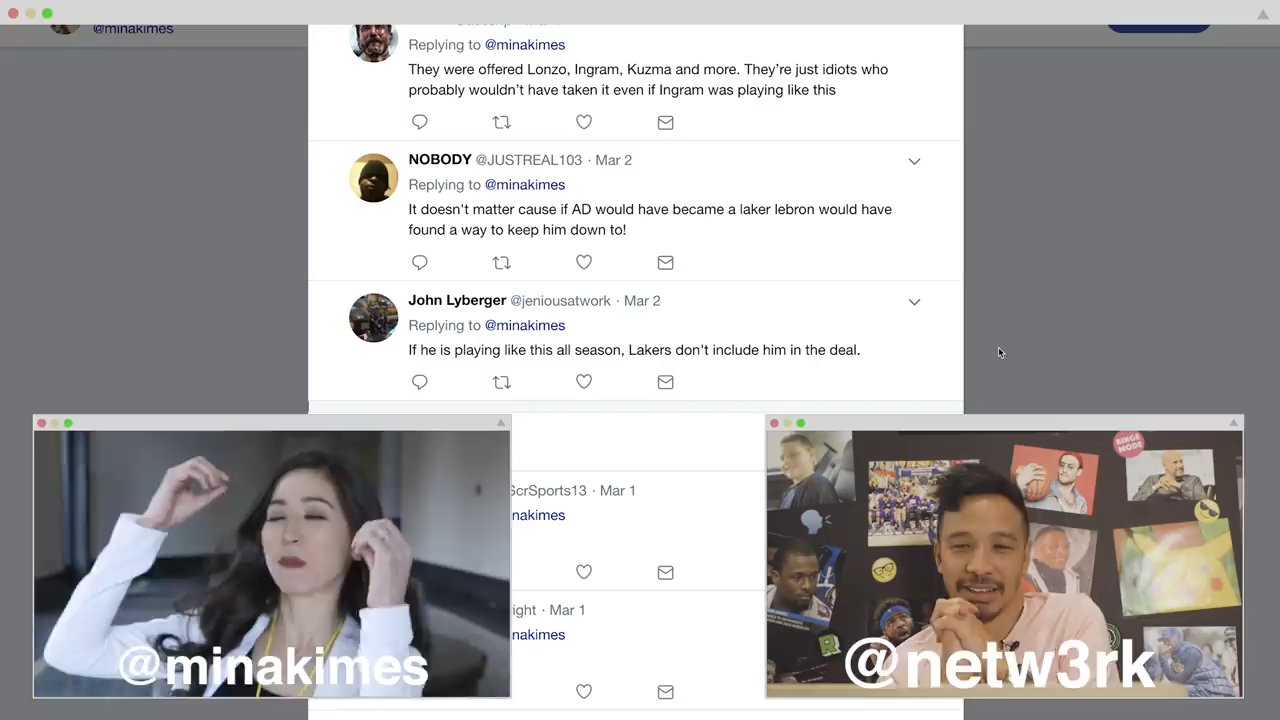 @minakimes
Replying to @minakimes
They were offered Lonzo, Ingram, Kuzma and more. They’re just idiots who
probably wouldn’t have taken it even if Ingram was playing like this
NOBODY @JUSTREAL103 · Mar 2
Replying to @minakimes
It doesn't matter cause if AD would have became a laker lebron would have
found a way to keep him down to!
John Lyberger @jeniousatwork · Mar 2
Replying to @minakimes
If he is playing like this all season, Lakers don't include him in the deal.
ScrSports13 · Mar 1
nakimes
ight · Mar 1
nakimes
BINGE
MODE
R
@minakimes
@netw3rk